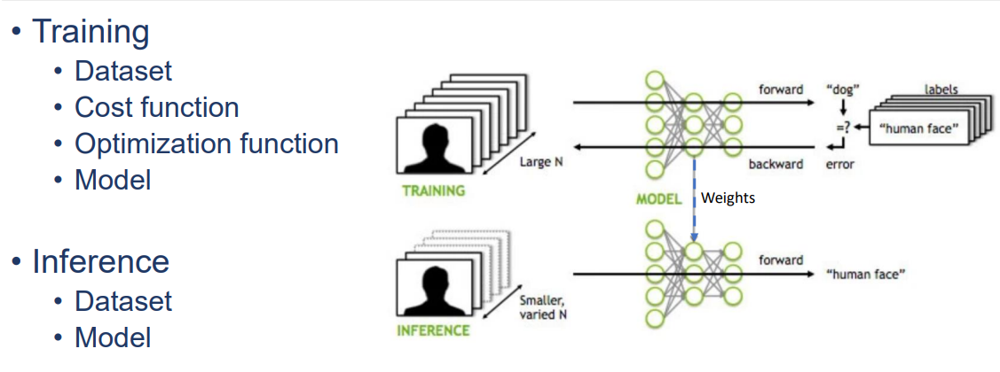 • Training
• Dataset
• Cost function
• Optimization function
• Model
• Inference
• Dataset
• Model
Large N
TRAINING
MODEL
forward
"dog"
labels
=?
"human face"
backward
error
Weights
Smaller,
varied N
INFERENCE
forward
"human face"